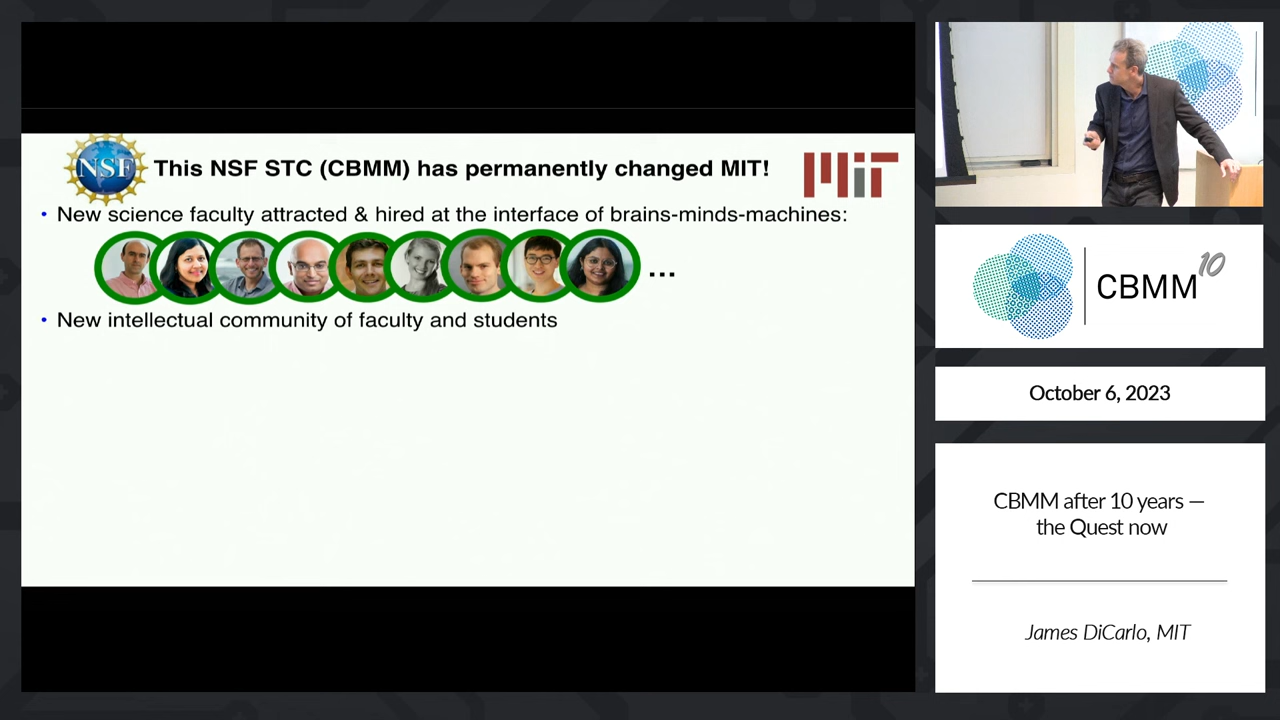 NSF
This NSF STC (CBMM) has permanently changed MIT!
MIT
• New science faculty attracted & hired at the interface of brains-minds-machines:
...
• New intellectual community of faculty and students
CBMM10
October 6, 2023
CBMM after 10 years —
the Quest now
James DiCarlo, MIT